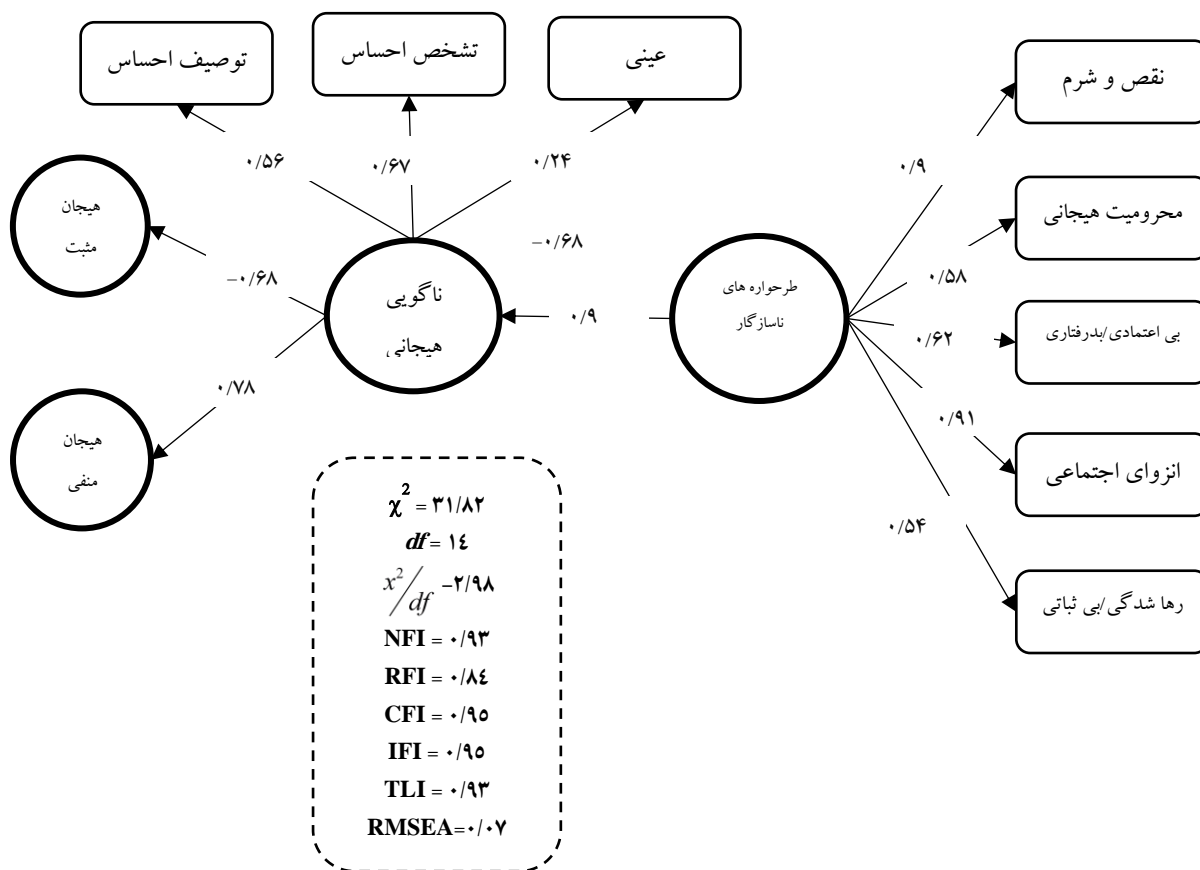 توصیف احساس
تشخص احساس
عینی
نقص و شرم
۰/۵۶
۰/۶۷
۰/۲۴
۰/۹
هیجان
مثبت
محرومیت هیجانی
–۰/۶۸
–۰/۶۸
۰/۵۸
ناگویی
هیجانی
طرحواره های
ناسازگار
۰/۹
بی اعتمادی/بدرفتاری
۰/۶۲
۰/۷۸
۰/۹۱
هیجان
منفی
انزوای اجتماعی
۰/۵۴
رها شدگی/بی ثباتی
χ² = ۳۱/۸۲
df = ١٤
x²/df -۲/۹۸
NFI = ۰/۹۳
RFI = ۰/۸٤
CFI = ۰/۹٥
IFI = ۰/۹٥
TLI = ۰/۹۳
RMSEA=۰/۰۷